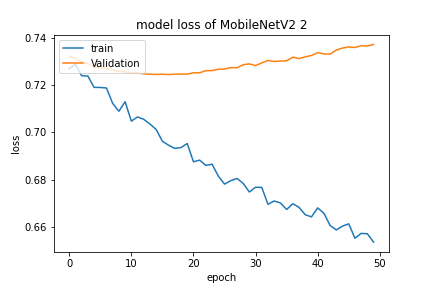 model loss of MobileNetV2 2
0.74
train
Validation
0.72
0.70
loss
0.68
0.66
0 10 20 30 40 50
epoch